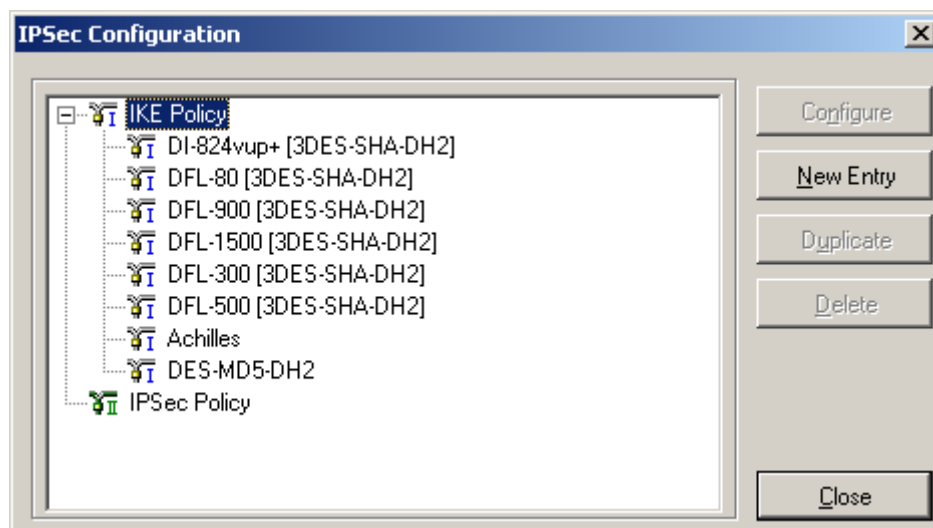 IPSec Configuration
IKE Policy
DI-824vup+ [3DES-SHA-DH2]
DFL-80 [3DES-SHA-DH2]
DFL-900 [3DES-SHA-DH2]
DFL-1500 [3DES-SHA-DH2]
DFL-300 [3DES-SHA-DH2]
DFL-500 [3DES-SHA-DH2]
Achilles
DES-MD5-DH2
IPSec Policy
Configure
New Entry
Duplicate
Delete
Close